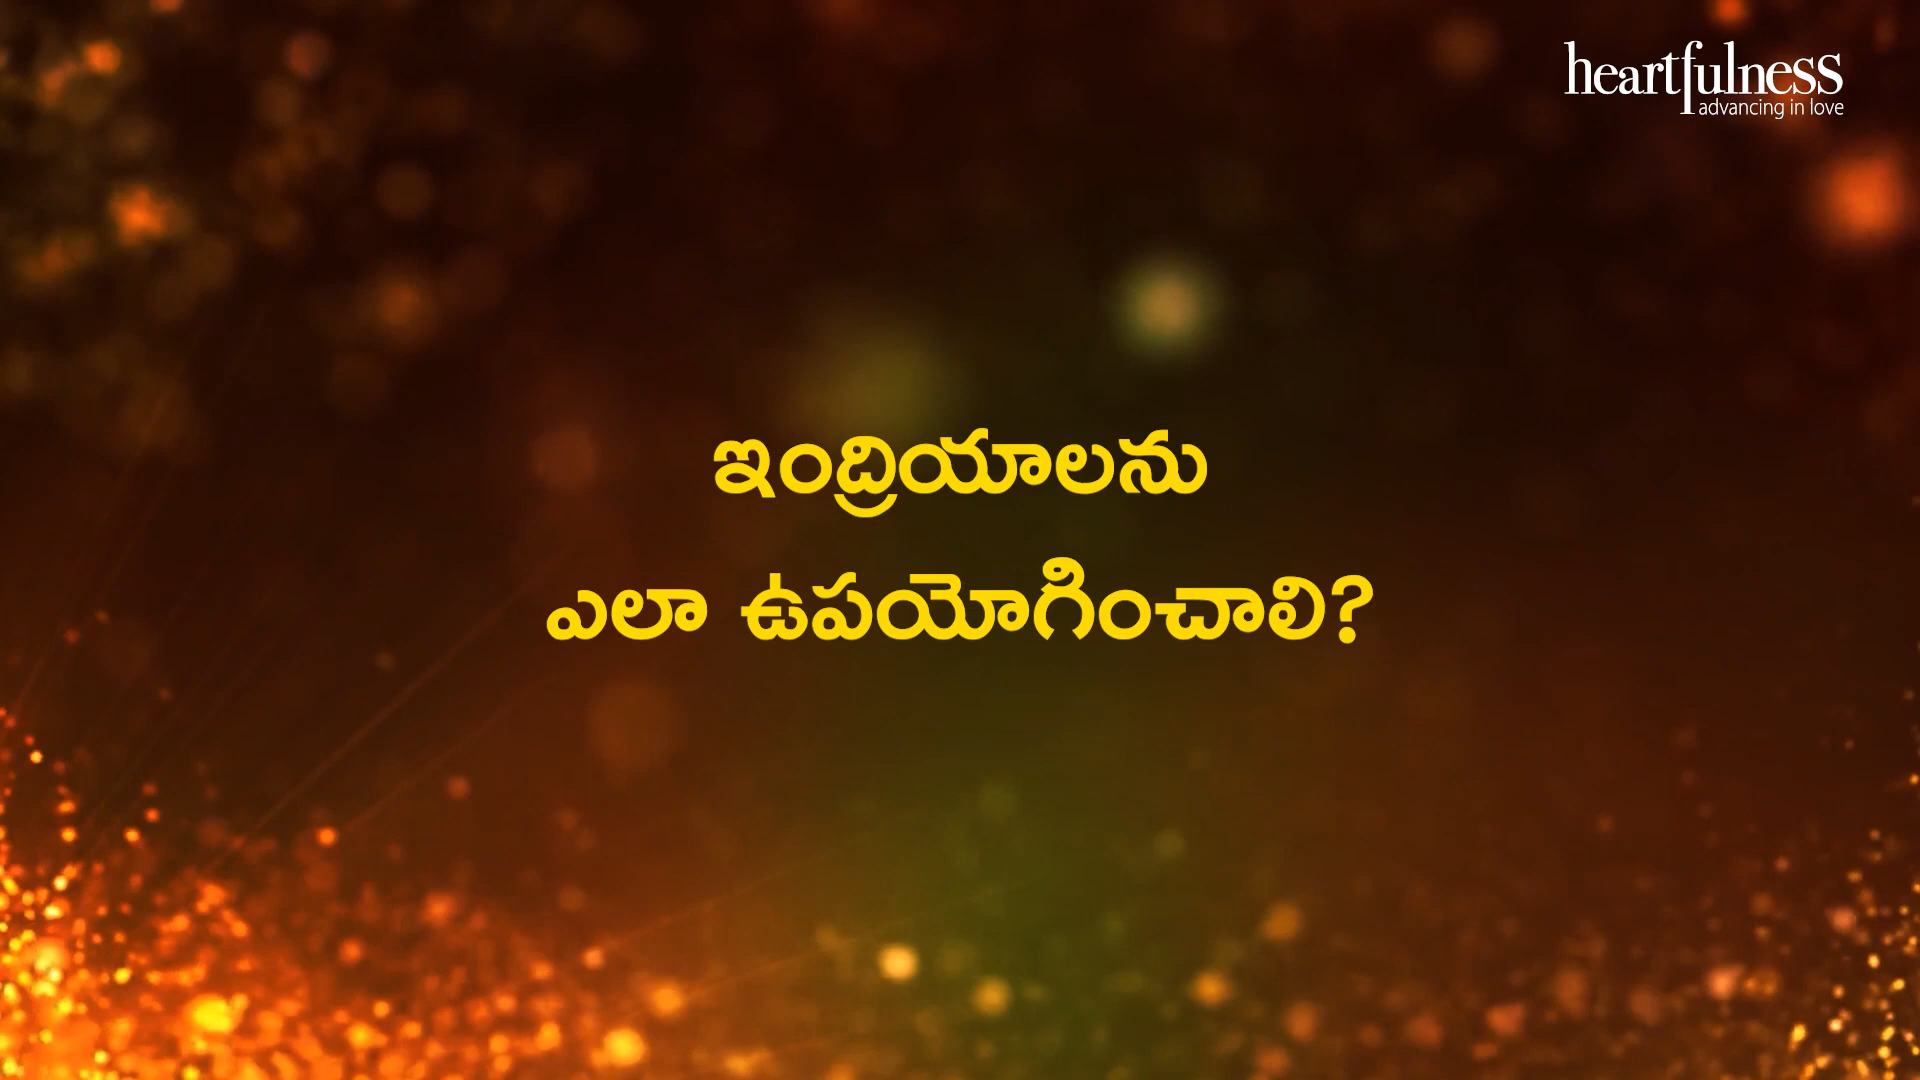 heartfulness
advancing in love
ఇంద్రియాలను
ఎలా ఉపయోగించాలి?